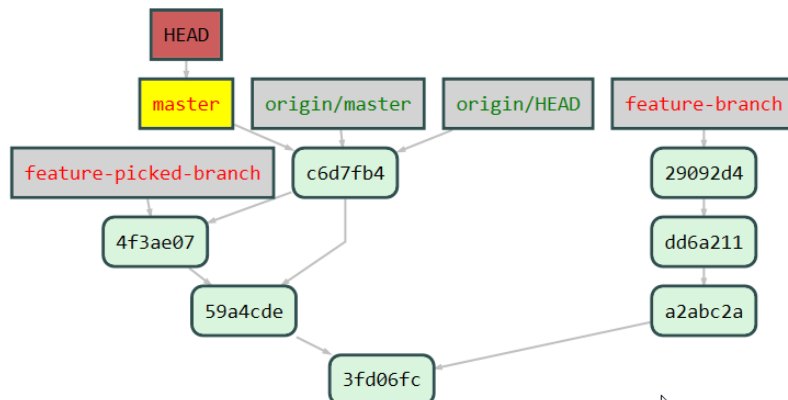 HEAD
master
origin/master
origin/HEAD
feature-branch
feature-picked-branch
c6d7fb4
29092d4
4f3ae07
dd6a211
59a4cde
a2abc2a
3fd06fc